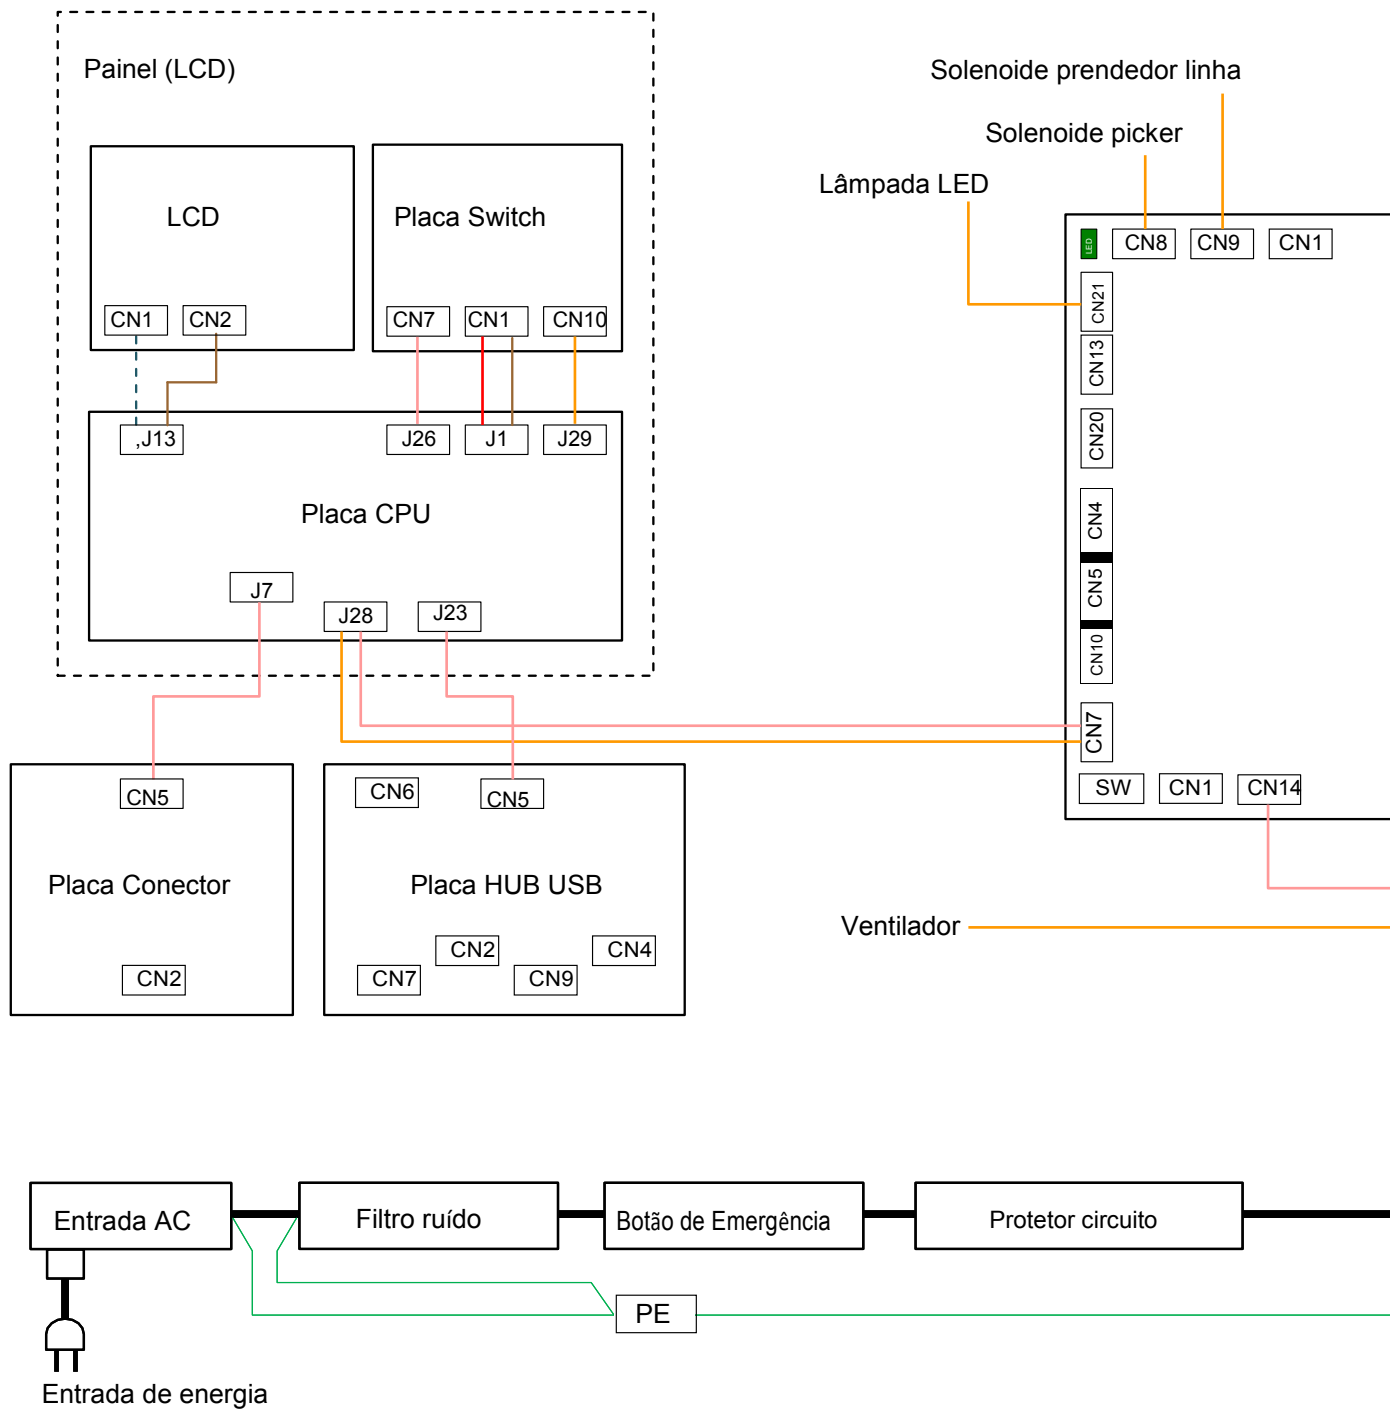 Painel (LCD)
LCD
Placa Switch
CN1
CN2
CN7
CN1
CN10
,J13
J26
J1
J29
Placa CPU
J7
J28
J23
CN5
Placa Conector
CN2
CN6
CN5
Placa HUB USB
CN2
CN4
CN7
CN9
Solenoide prendedor linha
Solenoide picker
Lâmpada LED
LED
CN8
CN9
CN1
CN21
CN13
CN20
CN4
CN5
CN10
CN7
SW
CN1
CN14
Ventilador
Entrada AC
Filtro ruído
Botão de Emergência
Protetor circuito
PE
Entrada de energia